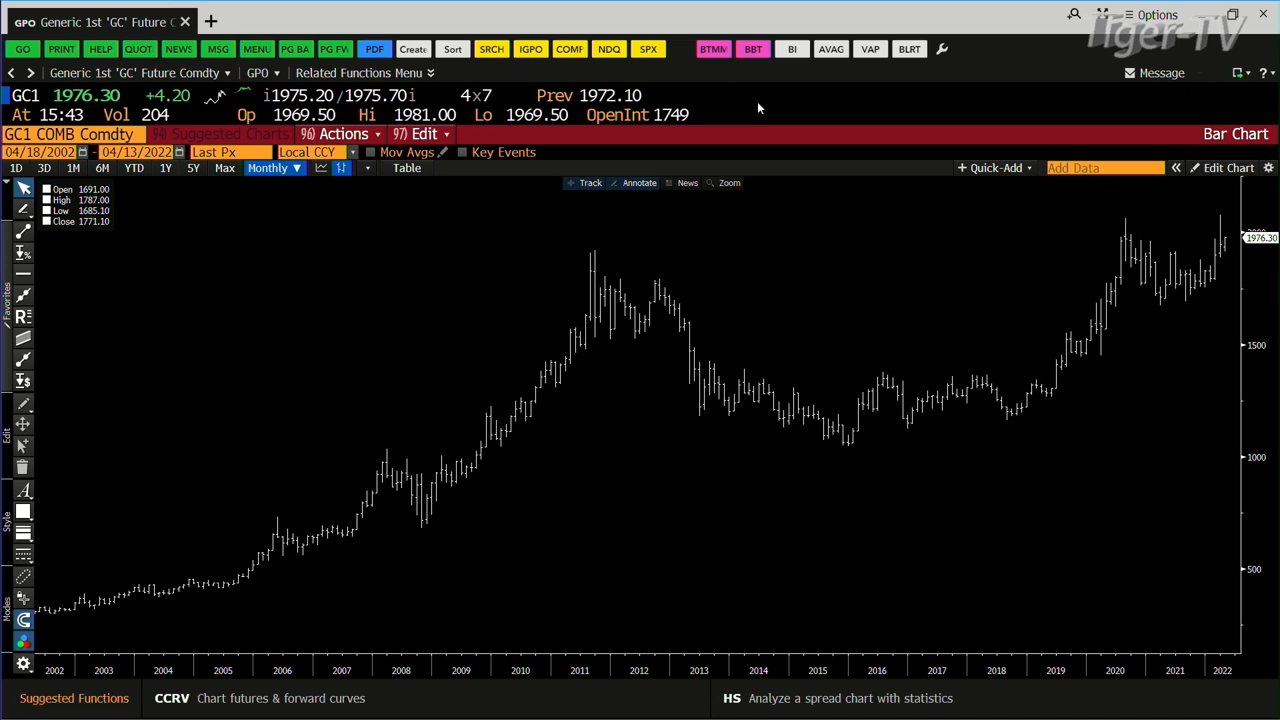 GPO Generic 1st 'GC' Future C
Options
Tiger-TV
GO PRINT HELP QUOT NEWS MSG MENU PG BA PG FW PDF Create Sort SRCH IGPO COMF NDQ SPX BTMM BBT BI AVAG VAP BLRT
Generic 1st 'GC' Future Comdty GPO Related Functions Menu Message ?
GC1 1976.30 +4.20 i1975.20/1975.70i 4x7 Prev 1972.10
At 15:43 Vol 204 Op 1969.50 Hi 1981.00 Lo 1969.50 OpenInt 1749
GC1 COMB Comdty 94) Suggested Charts 96) Actions 97) Edit Bar Chart
04/18/2002 - 04/13/2022 Last Px Local CCY Mov Avgs Key Events
1D 3D 1M 6M YTD 1Y 5Y Max Monthly Table + Quick-Add Add Data Edit Chart
Track Annotate News Zoom
Open 1691.00
High 1787.00
Low 1685.10
Close 1771.10
Favorites
Edit
Style
Modes
1976.30
1500
1000
500
2002 2003 2004 2005 2006 2007 2008 2009 2010 2011 2012 2013 2014 2015 2016 2017 2018 2019 2020 2021 2022
Suggested Functions CCRV Chart futures & forward curves HS Analyze a spread chart with statistics